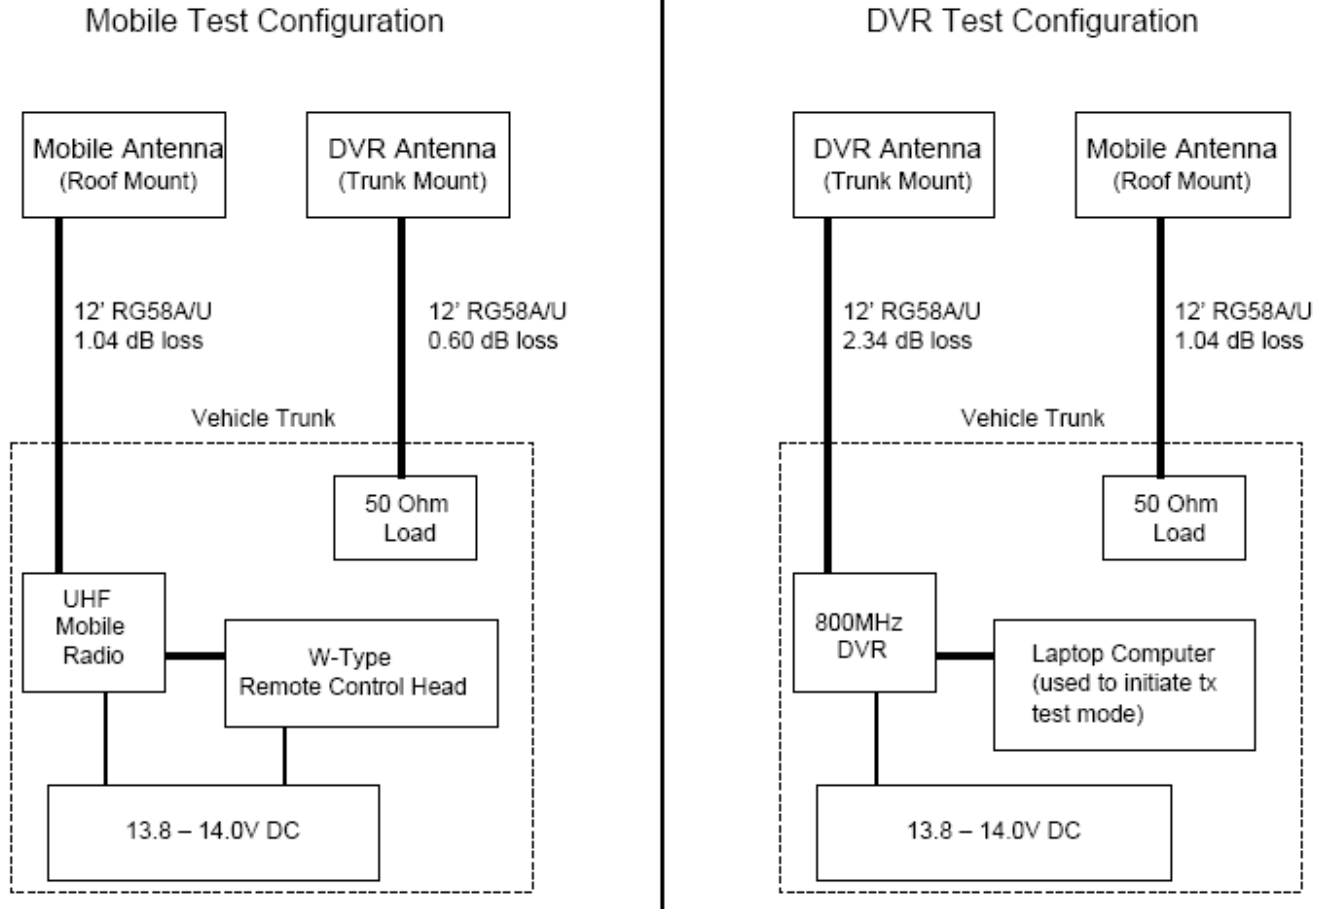 Mobile Test Configuration
Mobile Antenna
(Roof Mount)
DVR Antenna
(Trunk Mount)
12' RG58A/U
1.04 dB loss
12' RG58A/U
0.60 dB loss
Vehicle Trunk
50 Ohm
Load
UHF
Mobile
Radio
W-Type
Remote Control Head
13.8 – 14.0V DC
DVR Test Configuration
DVR Antenna
(Trunk Mount)
Mobile Antenna
(Roof Mount)
12' RG58A/U
2.34 dB loss
12' RG58A/U
1.04 dB loss
Vehicle Trunk
50 Ohm
Load
800MHz
DVR
Laptop Computer
(used to initiate tx
test mode)
13.8 – 14.0V DC